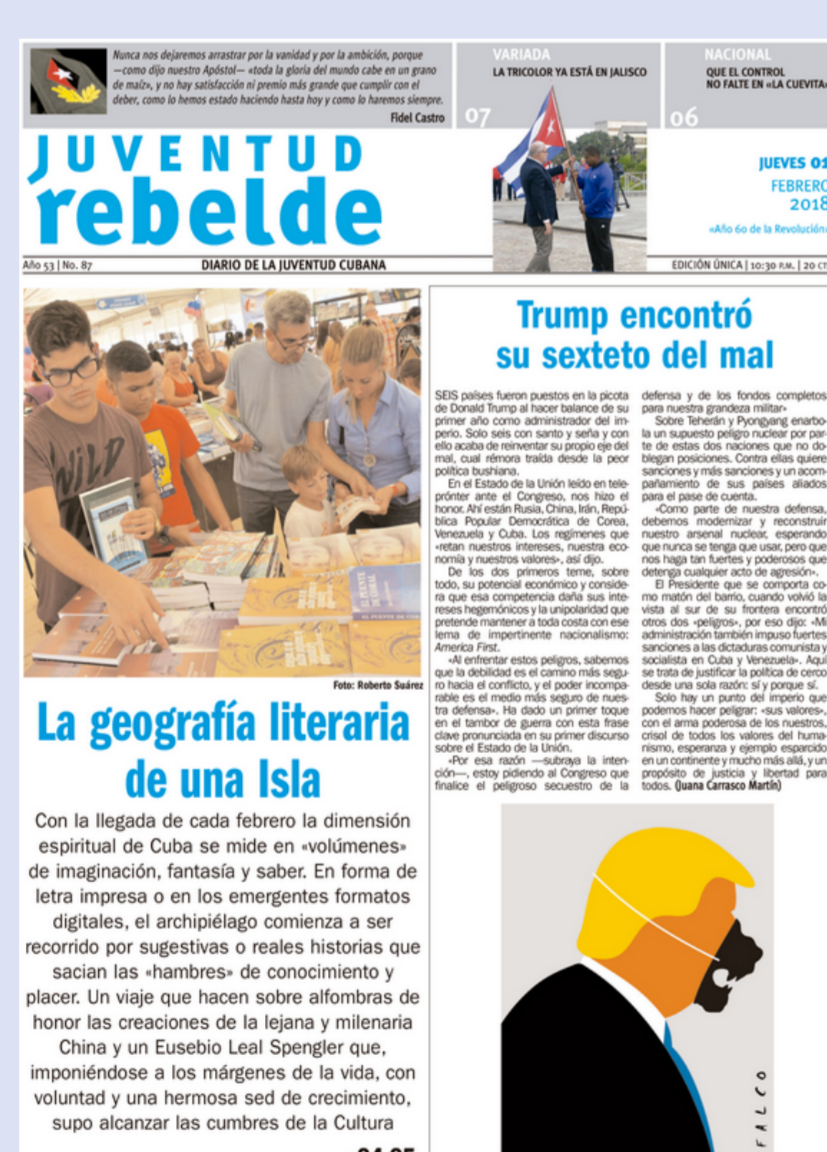 Nunca nos dejaremos arrastrar por la vanidad y por la ambición, porque
—como dijo nuestro Apóstol— «toda la gloria del mundo cabe en un grano
de maíz», y no hay satisfacción ni premio más grande que cumplir con el
deber, como lo hemos estado haciendo hasta hoy y como lo haremos siempre.
Fidel Castro
VARIADA
LA TRICOLOR YA ESTÁ EN JALISCO
07
NACIONAL
QUE EL CONTROL
NO FALTE EN «LA CUEVITA»
06
JUVENTUD
rebelde
JUEVES 01
FEBRERO
2018
«Año 60 de la Revolución»
Año 53 | No. 87
DIARIO DE LA JUVENTUD CUBANA
EDICIÓN ÚNICA | 10:30 P.M. | 20 CT
Foto: Roberto Suárez
La geografía literaria
de una Isla
Con la llegada de cada febrero la dimensión
espiritual de Cuba se mide en «volúmenes»
de imaginación, fantasía y saber. En forma de
letra impresa o en los emergentes formatos
digitales, el archipiélago comienza a ser
recorrido por sugestivas o reales historias que
sacian las «hambres» de conocimiento y
placer. Un viaje que hacen sobre alfombras de
honor las creaciones de la lejana y milenaria
China y un Eusebio Leal Spengler que,
imponiéndose a los márgenes de la vida, con
voluntad y una hermosa sed de crecimiento,
supo alcanzar las cumbres de la Cultura
Trump encontró
su sexteto del mal
SEIS países fueron puestos en la picota
de Donald Trump al hacer balance de su
primer año como administrador del im-
perio. Solo seis con santo y seña y con
ello acaba de reinventar su propio eje del
mal, cual rémora traída desde la peor
política bushiana.
En el Estado de la Unión leído en tele-
prónter ante el Congreso, nos hizo el
honor. Ahí están Rusia, China, Irán, Repú-
blica Popular Democrática de Corea,
Venezuela y Cuba. Los regímenes que
«retan nuestros intereses, nuestra eco-
nomía y nuestros valores», así dijo.
De los dos primeros teme, sobre
todo, su potencial económico y conside-
ra que esa competencia daña sus inte-
reses hegemónicos y la unipolaridad que
pretende mantener a toda costa con ese
lema de impertinente nacionalismo:
America First.
«Al enfrentar estos peligros, sabemos
que la debilidad es el camino más segu-
ro hacia el conflicto, y el poder incompa-
rable es el medio más seguro de nues-
tra defensa». Ha dado un primer toque
en el tambor de guerra con esta frase
clave pronunciada en su primer discurso
sobre el Estado de la Unión.
«Por esa razón —subraya la inten-
ción—, estoy pidiendo al Congreso que
finalice el peligroso secuestro de la
defensa y de los fondos completos
para nuestra grandeza militar»
Sobre Teherán y Pyongyang enarbo-
la un supuesto peligro nuclear por par-
te de estas dos naciones que no do-
blegan posiciones. Contra ellas quiere
sanciones y más sanciones y un acom-
pañamiento de sus países aliados
para el pase de cuenta.
«Como parte de nuestra defensa,
debemos modernizar y reconstruir
nuestro arsenal nuclear, esperando
que nunca se tenga que usar, pero que
nos haga tan fuertes y poderosos que
detenga cualquier acto de agresión».
El Presidente que se comporta co-
mo matón del barrio, cuando volvió la
vista al sur de su frontera encontró
otros dos «peligros», por eso dijo: «Mi
administración también impuso fuertes
sanciones a las dictaduras comunista y
socialista en Cuba y Venezuela». Aquí
se trata de justificar la política de cerco
desde una sola razón: sí y porque sí.
Solo hay un punto del imperio que
podemos hacer peligrar: «sus valores»,
con el arma poderosa de los nuestros,
crisol de todos los valores del huma-
nismo, esperanza y ejemplo esparcido
en un continente y mucho más allá, y un
propósito de justicia y libertad para
todos. (Juana Carrasco Martín)
FALCO